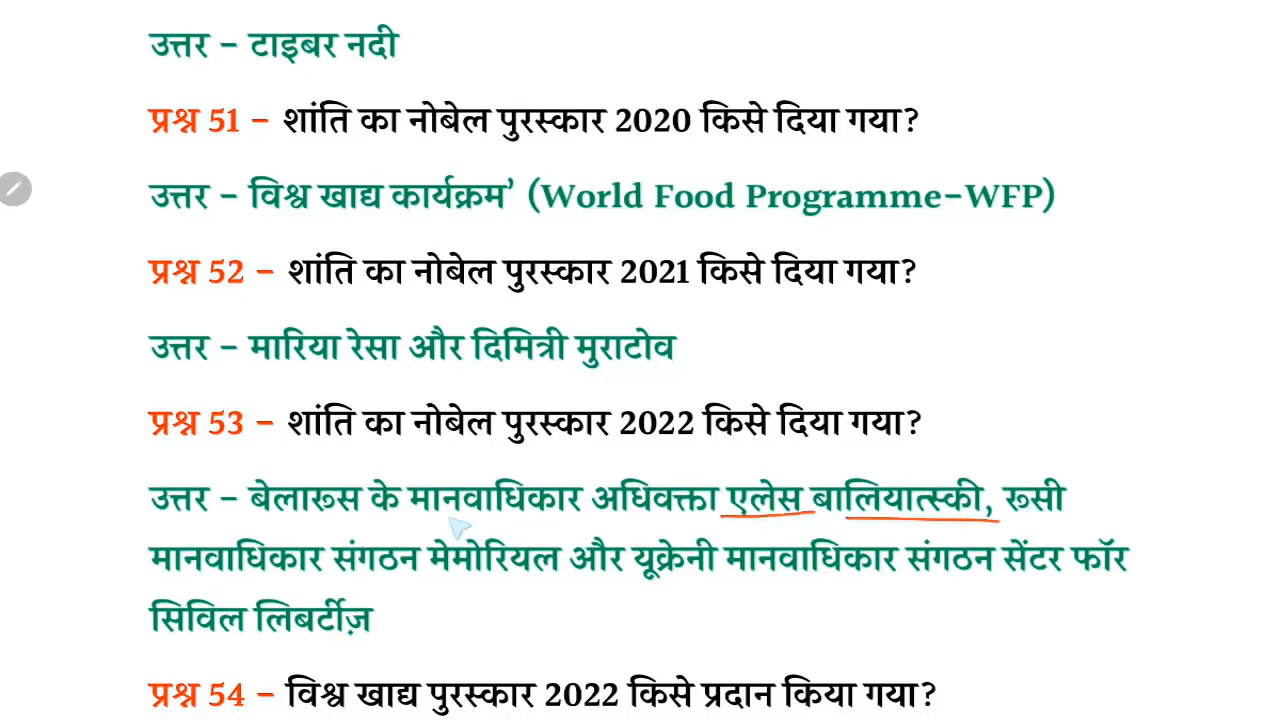 उत्तर – टाइबर नदी
प्रश्न 51 – शांति का नोबेल पुरस्कार 2020 किसे दिया गया?
उत्तर – विश्व खाद्य कार्यक्रम’ (World Food Programme–WFP)
प्रश्न 52 – शांति का नोबेल पुरस्कार 2021 किसे दिया गया?
उत्तर – मारिया रेसा और दिमित्री मुराटोव
प्रश्न 53 – शांति का नोबेल पुरस्कार 2022 किसे दिया गया?
उत्तर – बेलारूस के मानवाधिकार अधिवक्ता एलेस बालियात्स्की, रूसी
मानवाधिकार संगठन मेमोरियल और यूक्रेनी मानवाधिकार संगठन सेंटर फॉर
सिविल लिबर्टीज़
प्रश्न 54 – विश्व खाद्य पुरस्कार 2022 किसे प्रदान किया गया?